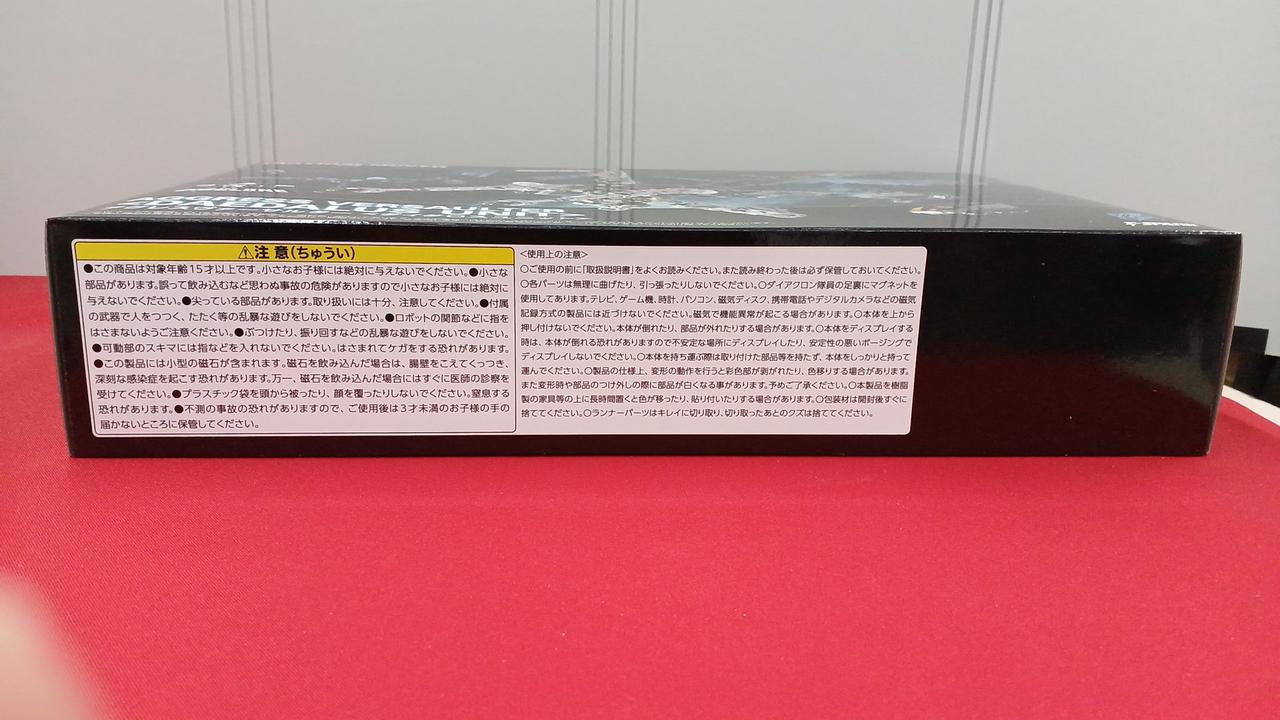 ⚠注意(ちゅうい)
●この商品は対象年齢15才以上です。小さなお子様には絶対に与えないでください。●小さな
部品があります。誤って飲み込むなど思わぬ事故の危険がありますので小さなお子様には絶対に
与えないでください。●尖っている部品があります。取り扱いには十分、注意してください。●付属
の武器で人をつつく、たたく等の乱暴な遊びをしないでください。●ロボットの関節などに指を
はさまないようご注意ください。●ぶつけたり、振り回すなどの乱暴な遊びをしないでください。
●可動部のスキマには指などを入れないでください。はさまれてケガをする恐れがあります。
●この製品には小型の磁石が含まれます。磁石を飲み込んだ場合は、腸壁をこえてくっつき、
深刻な感染症を起こす恐れがあります。万一、磁石を飲み込んだ場合にはすぐに医師の診察を
受けてください。●プラスチック袋を頭から被ったり、顔を覆ったりしないでください。窒息する
恐れがあります。●不測の事故の恐れがありますので、ご使用後は3才未満のお子様の手の
届かないところに保管してください。
<使用上の注意>
○ご使用の前に「取扱説明書」をよくお読みください。また読み終わった後は必ず保管しておいてください。
○各パーツは無理に曲げたり、引っ張ったりしないでください。○ダイアクロン隊員の足裏にマグネットを
使用してあります。テレビ、ゲーム機、時計、パソコン、磁気ディスク、携帯電話やデジタルカメラなどの磁気
記録方式の製品には近づけないでください。磁気で機能異常が起こる場合があります。○本体を上から
押し付けないでください。本体が倒れたり、部品が外れたりする場合があります。○本体をディスプレイする
時は、本体が倒れる恐れがありますので不安定な場所にディスプレイしたり、安定性の悪いポージングで
ディスプレイしないでください。○本体を持ち運ぶ際は取り付けた部品等を持たず、本体をしっかりと持って
運んでください。○製品の仕様上、変形の動作を行うと彩色部が剥がれたり、色移りする場合があります。
また変形時や部品のつけ外しの際に部品が白くなる事があります。予めご了承ください。○本製品を樹脂
製の家具等の上に長時間置くと色が移ったり、貼り付いたりする場合があります。○包装材は開封後すぐに
捨ててください。○ランナーパーツはキレイに切り取り、切り取ったあとのクズは捨ててください。